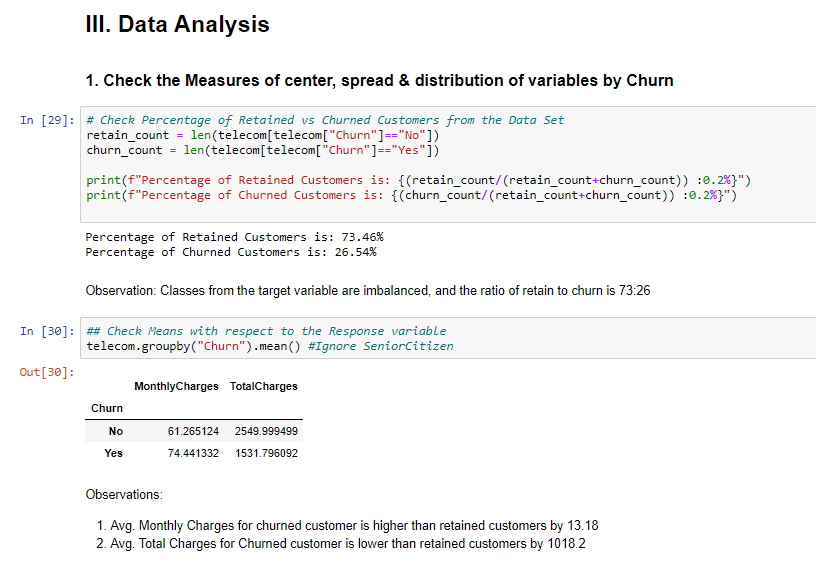 III. Data Analysis
1. Check the Measures of center, spread & distribution of variables by Churn
In [29]: # Check Percentage of Retained vs Churned Customers from the Data Set
retain_count = len(telecom[telecom["Churn"]=="No"])
churn_count = len(telecom[telecom["Churn"]=="Yes"])
print(f"Percentage of Retained Customers is: {(retain_count/(retain_count+churn_count)) :0.2%}")
print(f"Percentage of Churned Customers is: {(churn_count/(retain_count+churn_count)) :0.2%}")
Percentage of Retained Customers is: 73.46%
Percentage of Churned Customers is: 26.54%
Observation: Classes from the target variable are imbalanced, and the ratio of retain to churn is 73:26
In [30]: ## Check Means with respect to the Response variable
telecom.groupby("Churn").mean() #Ignore SeniorCitizen
Out[30]:
MonthlyCharges TotalCharges
Churn
No 61.265124 2549.999499
Yes 74.441332 1531.796092
Observations:
1. Avg. Monthly Charges for churned customer is higher than retained customers by 13.18
2. Avg. Total Charges for Churned customer is lower than retained customers by 1018.2